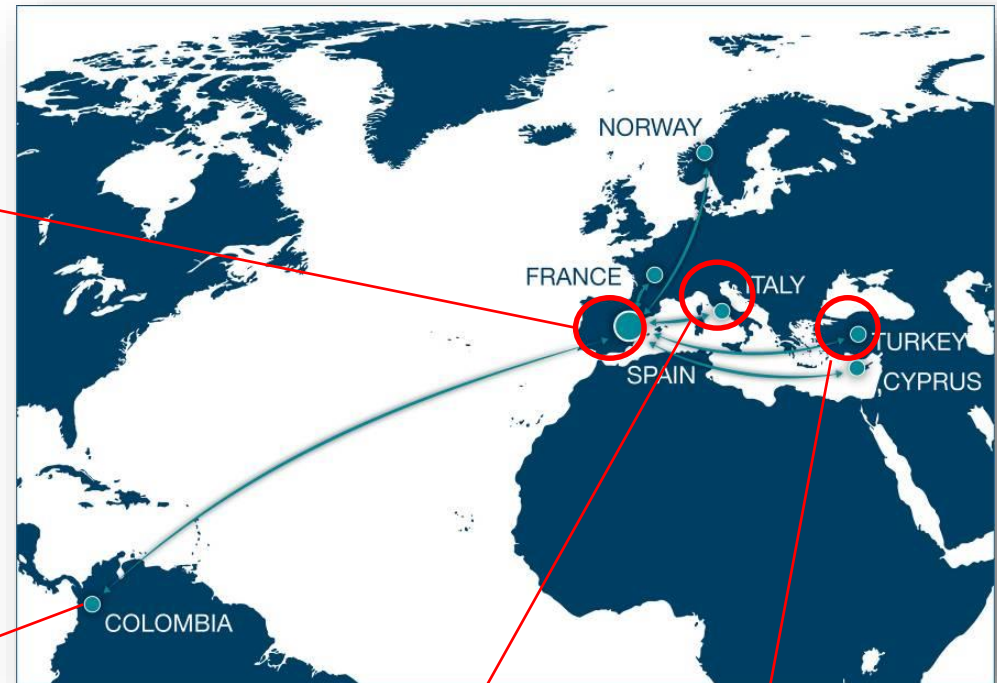 NORWAY
FRANCE
ITALY
TURKEY
SPAIN
CYPRUS
COLOMBIA